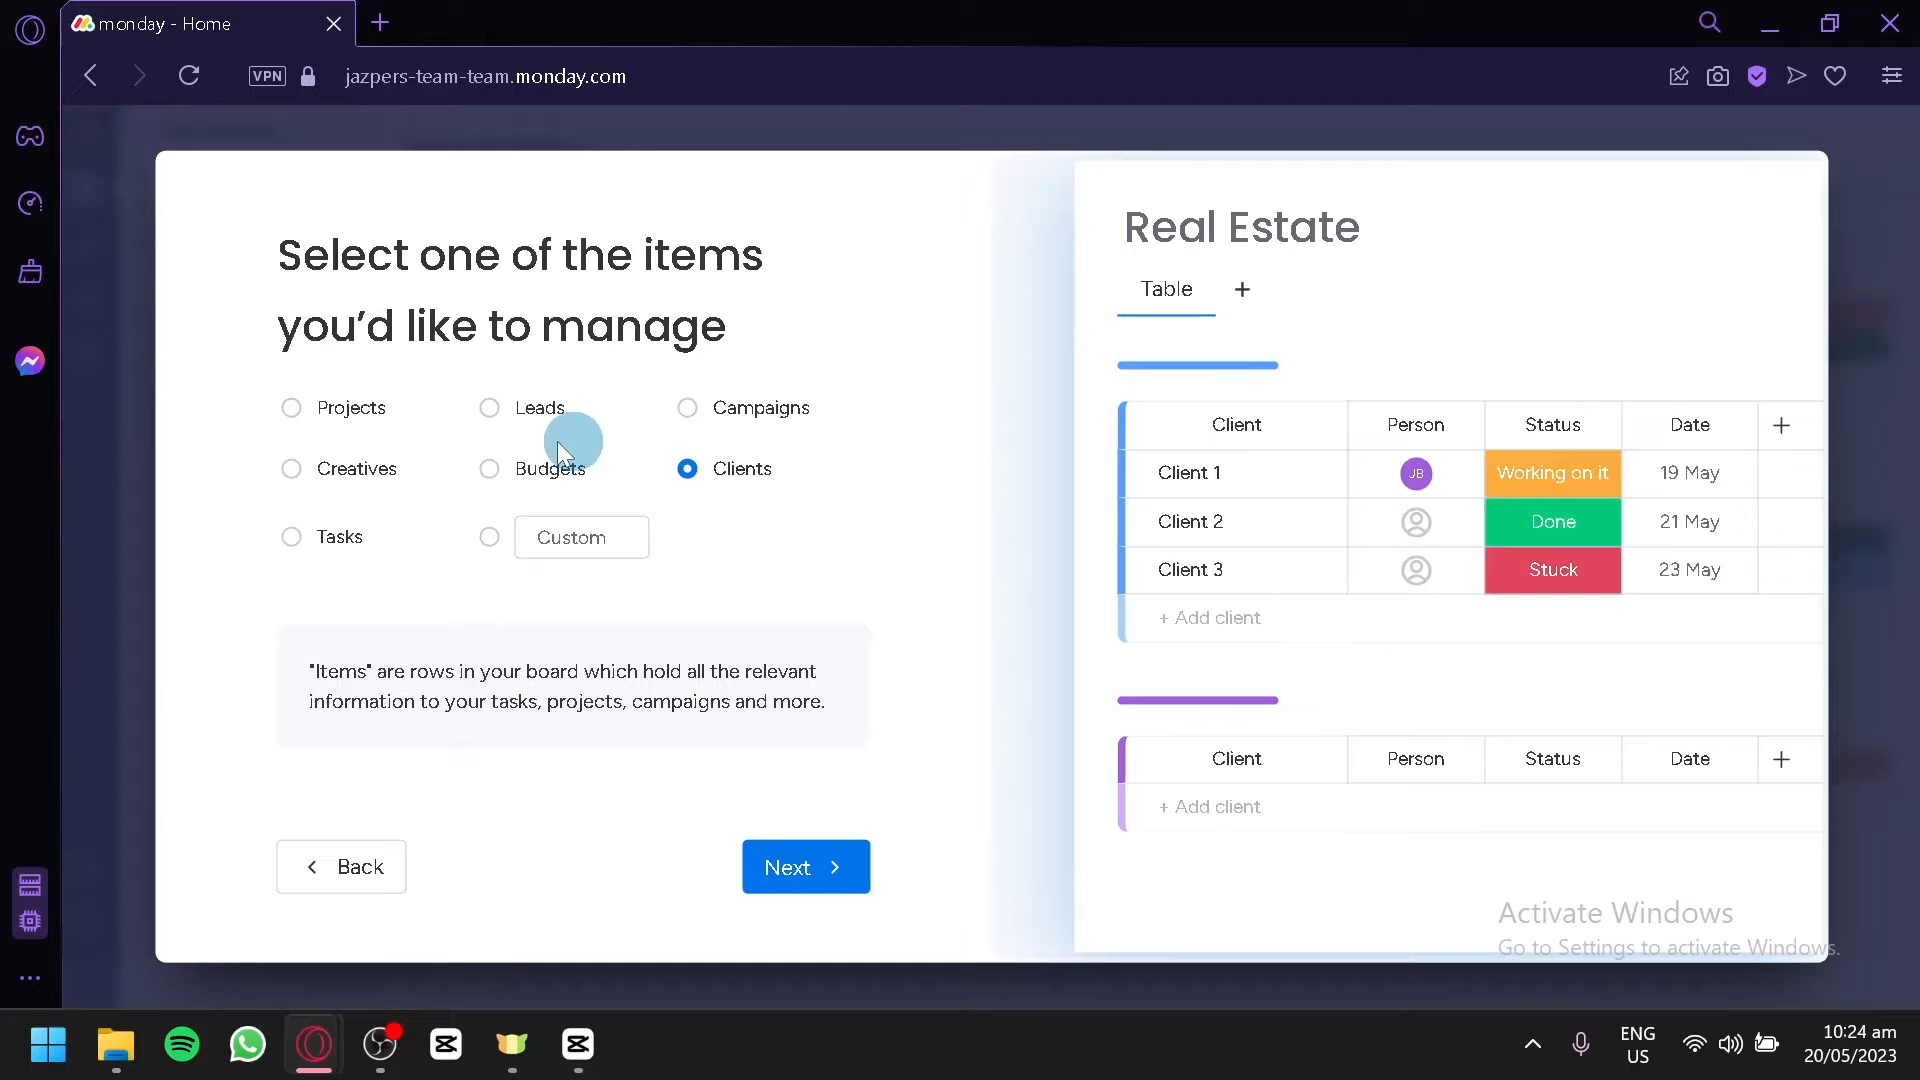 monday - Home
VPN
jazpers-team-team.monday.com
Select one of the items
you’d like to manage
Projects
Leads
Campaigns
Creatives
Budgets
Clients
Tasks
Custom
"Items" are rows in your board which hold all the relevant
information to your tasks, projects, campaigns and more.
Back
Next
Real Estate
Table
Client Person Status Date
Client 1 JB Working on it 19 May
Client 2 Done 21 May
Client 3 Stuck 23 May
+ Add client
Client Person Status Date
+ Add client
Activate Windows
Go to Settings to activate Windows.
ENG
US
10:24 am
20/05/2023